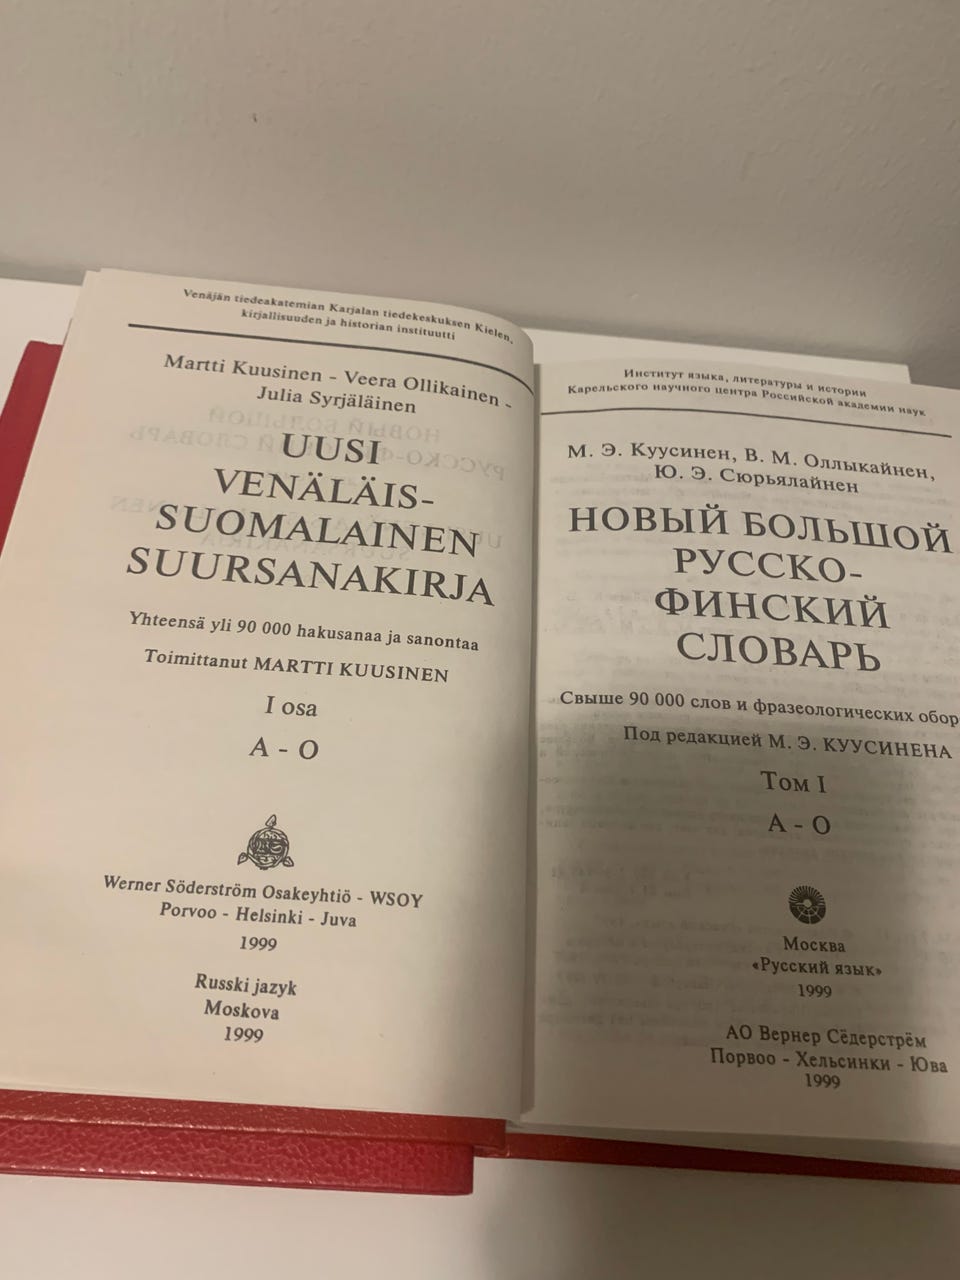 Venäjän tiedeakatemian Karjalan tiedekeskuksen Kielen,
kirjallisuuden ja historian instituutti
Martti Kuusinen - Veera Ollikainen -
Julia Syrjäläinen
UUSI
VENÄLÄIS-
SUOMALAINEN
SUURSANAKIRJA
Yhteensä yli 90 000 hakusanaa ja sanontaa
Toimittanut MARTTI KUUSINEN
I osa
A - O
Werner Söderström Osakeyhtiö - WSOY
Porvoo - Helsinki - Juva
1999
Russki jazyk
Moskova
1999
Институт языка, литературы и истории
Карельского научного центра Российской академии наук
М. Э. Куусинен, В. М. Оллыкайнен,
Ю. Э. Сюрьялайнен
НОВЫЙ БОЛЬШОЙ
РУССКО-
ФИНСКИЙ
СЛОВАРЬ
Свыше 90 000 слов и фразеологических обор
Под редакцией М. Э. КУУСИНЕНА
Том I
А - О
Москва
«Русский язык»
1999
АО Вернер Сёдерстрём
Порвоо - Хельсинки - Юва
1999